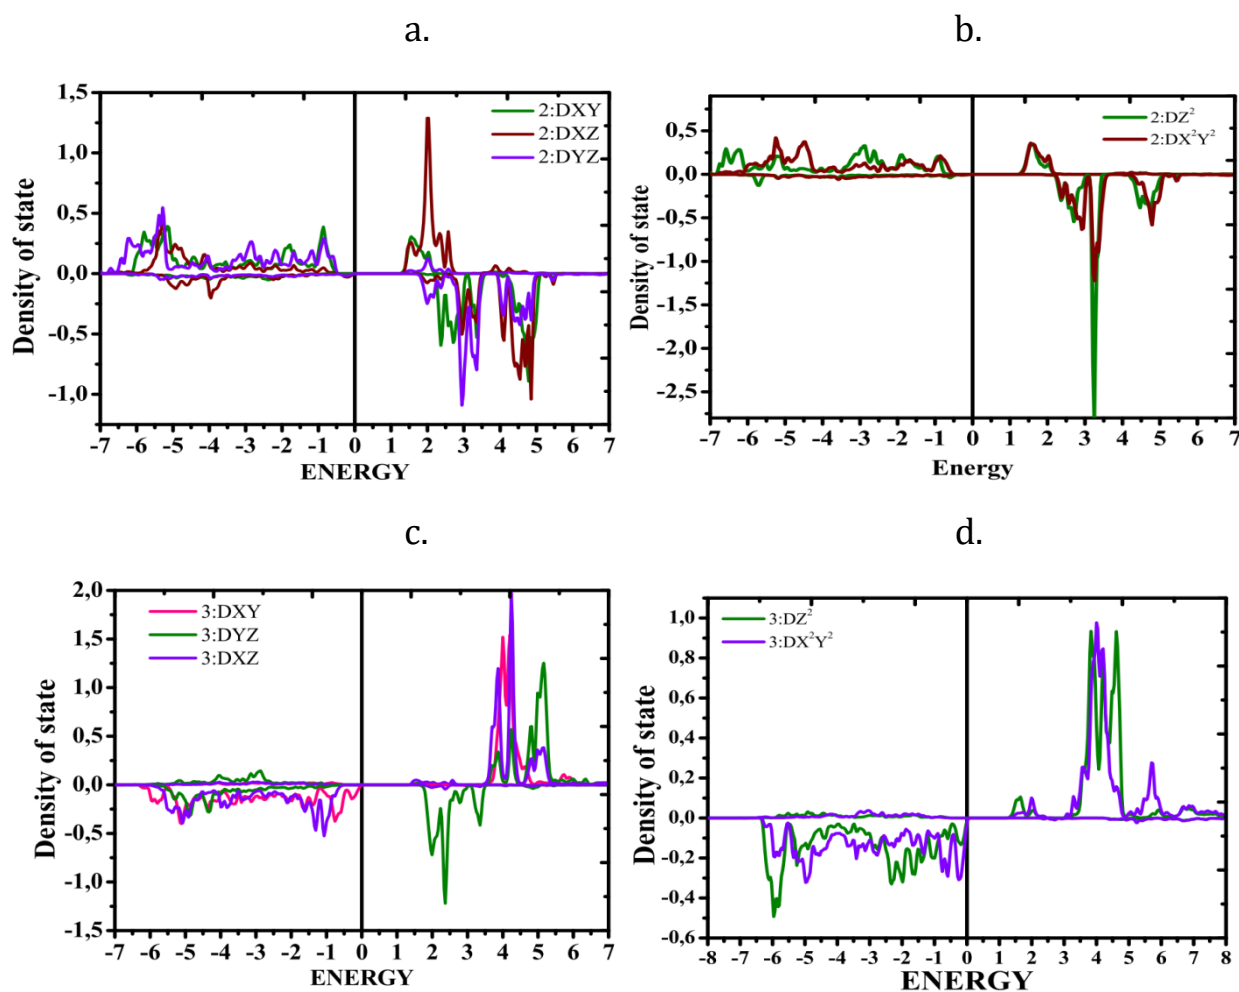 a.
1,5
1,0
0,5
0,0
-0,5
-1,0
Density of state
2:DXY
2:DXZ
2:DYZ
-7 -6 -5 -4 -3 -2 -1 0 1 2 3 4 5 6 7
ENERGY
b.
0,5
0,0
-0,5
-1,0
-1,5
-2,0
-2,5
Density of state
2:DZ²
2:DX²Y²
-7 -6 -5 -4 -3 -2 -1 0 1 2 3 4 5 6 7
Energy
c.
2,0
1,5
1,0
0,5
0,0
-0,5
-1,0
-1,5
Density of state
3:DXY
3:DYZ
3:DXZ
-7 -6 -5 -4 -3 -2 -1 0 1 2 3 4 5 6 7
ENERGY
d.
1,0
0,8
0,6
0,4
0,2
0,0
-0,2
-0,4
-0,6
Density of state
3:DZ²
3:DX²Y²
-8 -7 -6 -5 -4 -3 -2 -1 0 1 2 3 4 5 6 7 8
ENERGY